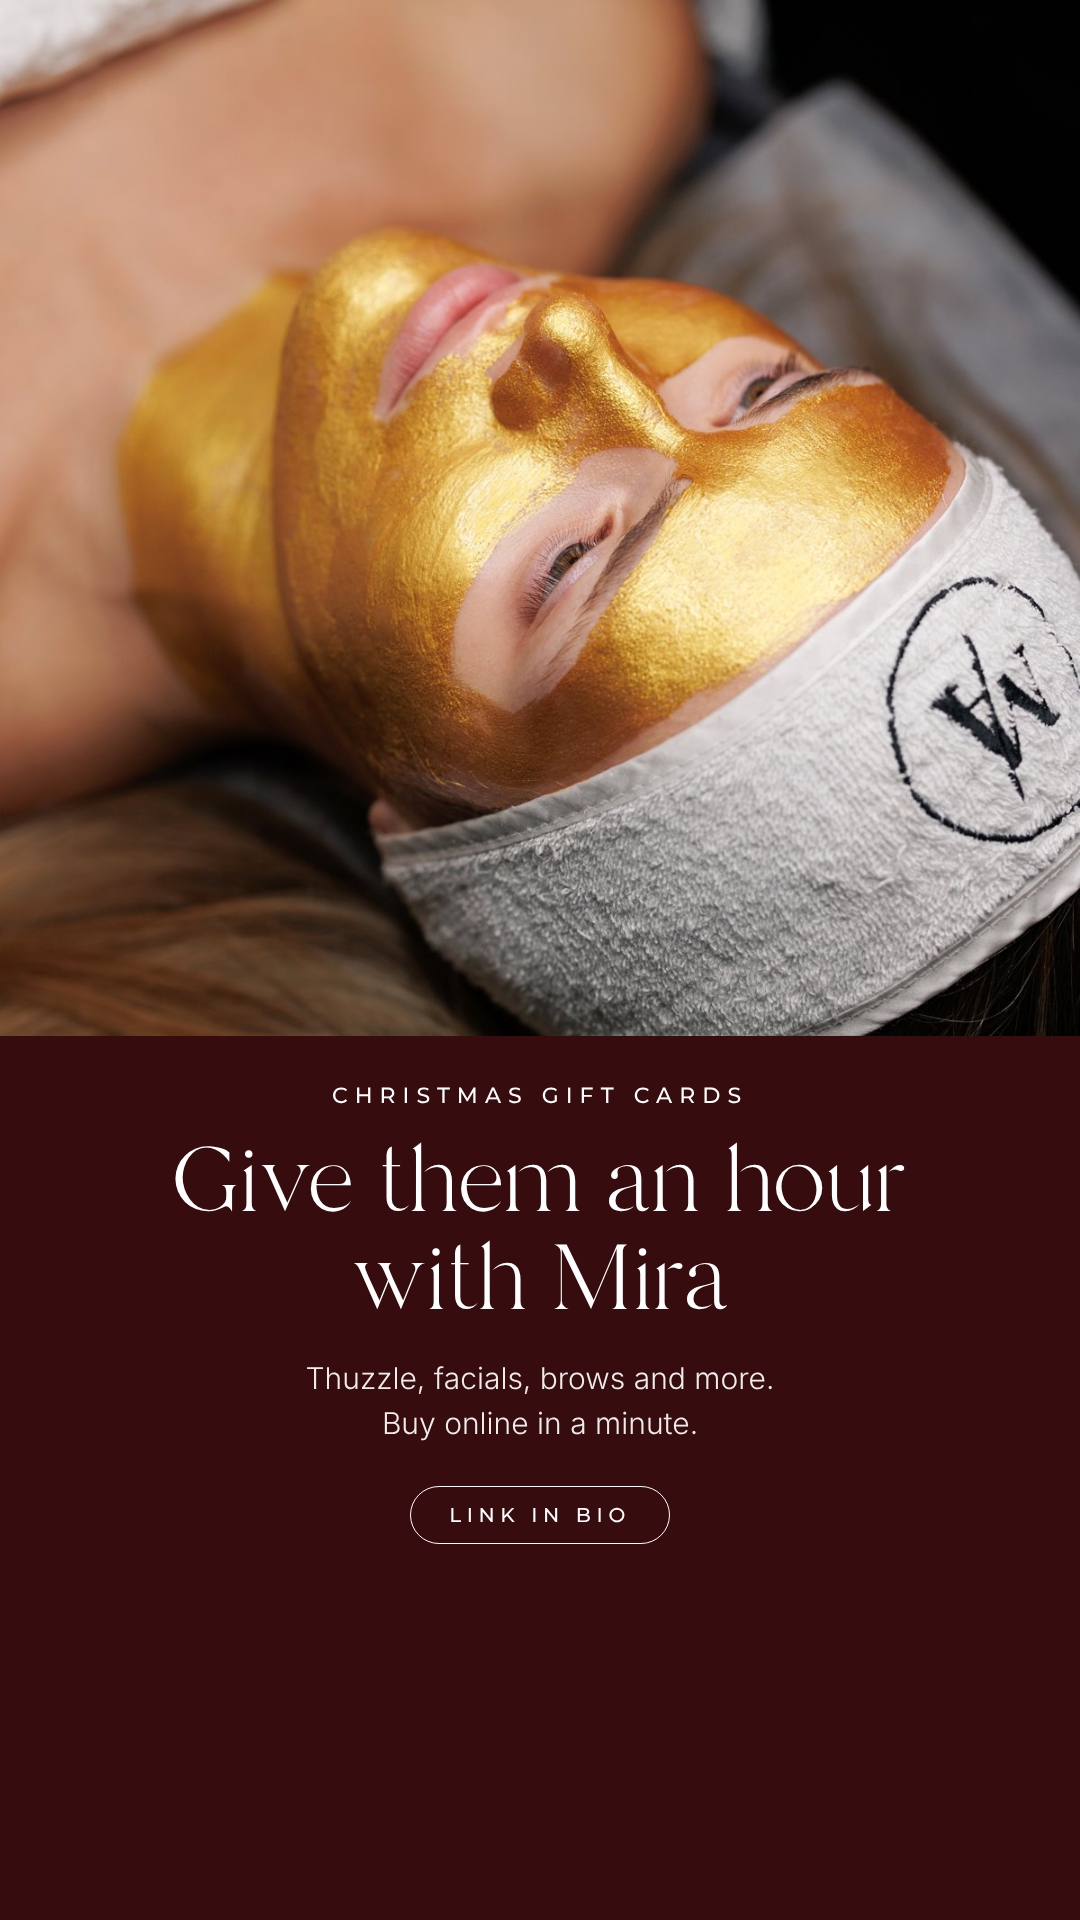 CHRISTMAS GIFT CARDS
Give them an hour
with Mira
Thuzzle, facials, brows and more.
Buy online in a minute.
LINK IN BIO